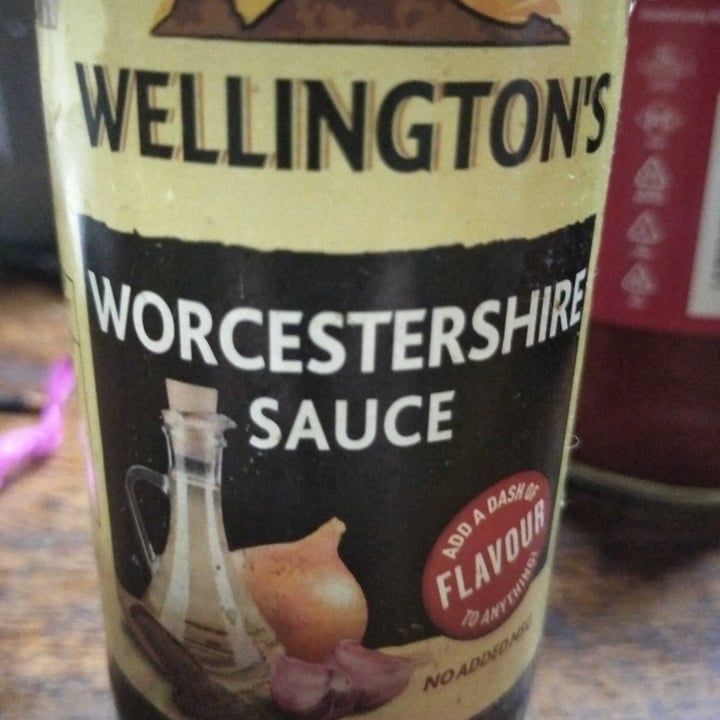 WELLINGTON'S
WORCESTERSHIRE
SAUCE
ADD A DASH OF
FLAVOUR
TO ANYTHING!
NO ADDED MSG